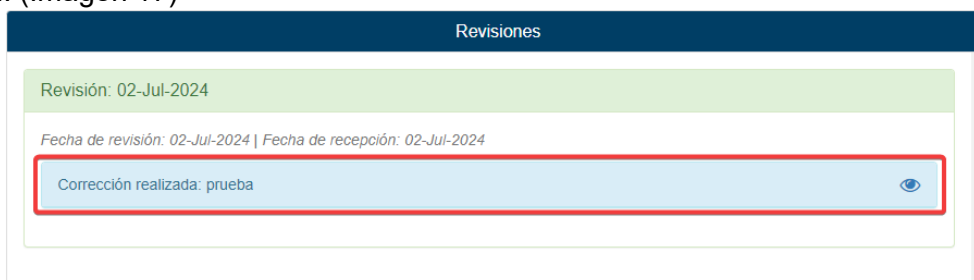 Revisiones
Revisión: 02-Jul-2024
Fecha de revisión: 02-Jul-2024 | Fecha de recepción: 02-Jul-2024
Corrección realizada: prueba